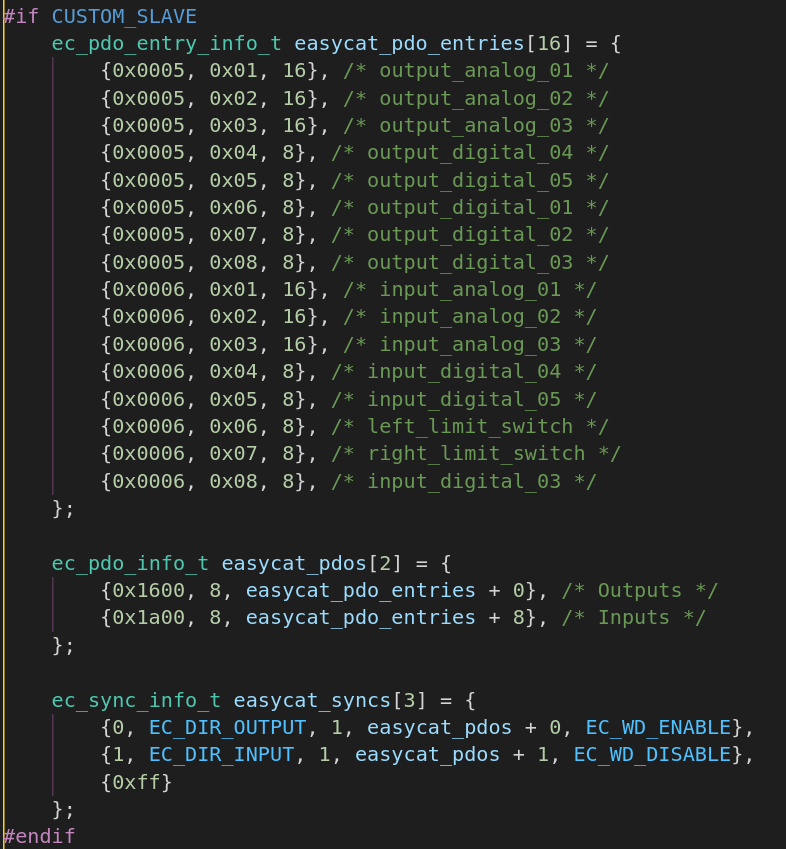 #if CUSTOM_SLAVE
    ec_pdo_entry_info_t easycat_pdo_entries[16] = {
        {0x0005, 0x01, 16}, /* output_analog_01 */
        {0x0005, 0x02, 16}, /* output_analog_02 */
        {0x0005, 0x03, 16}, /* output_analog_03 */
        {0x0005, 0x04, 8}, /* output_digital_04 */
        {0x0005, 0x05, 8}, /* output_digital_05 */
        {0x0005, 0x06, 8}, /* output_digital_01 */
        {0x0005, 0x07, 8}, /* output_digital_02 */
        {0x0005, 0x08, 8}, /* output_digital_03 */
        {0x0006, 0x01, 16}, /* input_analog_01 */
        {0x0006, 0x02, 16}, /* input_analog_02 */
        {0x0006, 0x03, 16}, /* input_analog_03 */
        {0x0006, 0x04, 8}, /* input_digital_04 */
        {0x0006, 0x05, 8}, /* input_digital_05 */
        {0x0006, 0x06, 8}, /* left_limit_switch */
        {0x0006, 0x07, 8}, /* right_limit_switch */
        {0x0006, 0x08, 8}, /* input_digital_03 */
    };

    ec_pdo_info_t easycat_pdos[2] = {
        {0x1600, 8, easycat_pdo_entries + 0}, /* Outputs */
        {0x1a00, 8, easycat_pdo_entries + 8}, /* Inputs */
    };

    ec_sync_info_t easycat_syncs[3] = {
        {0, EC_DIR_OUTPUT, 1, easycat_pdos + 0, EC_WD_ENABLE},
        {1, EC_DIR_INPUT, 1, easycat_pdos + 1, EC_WD_DISABLE},
        {0xff}
    };
#endif